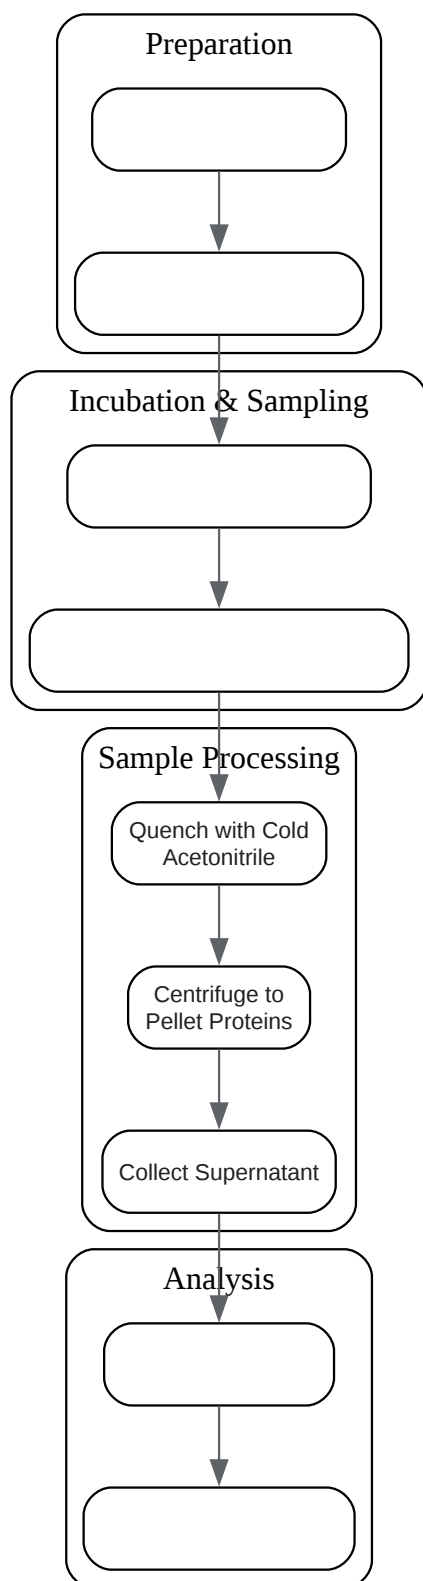 Preparation
Incubation & Sampling
Sample Processing
Quench with Cold
Acetonitrile
Centrifuge to
Pellet Proteins
Collect Supernatant
Analysis